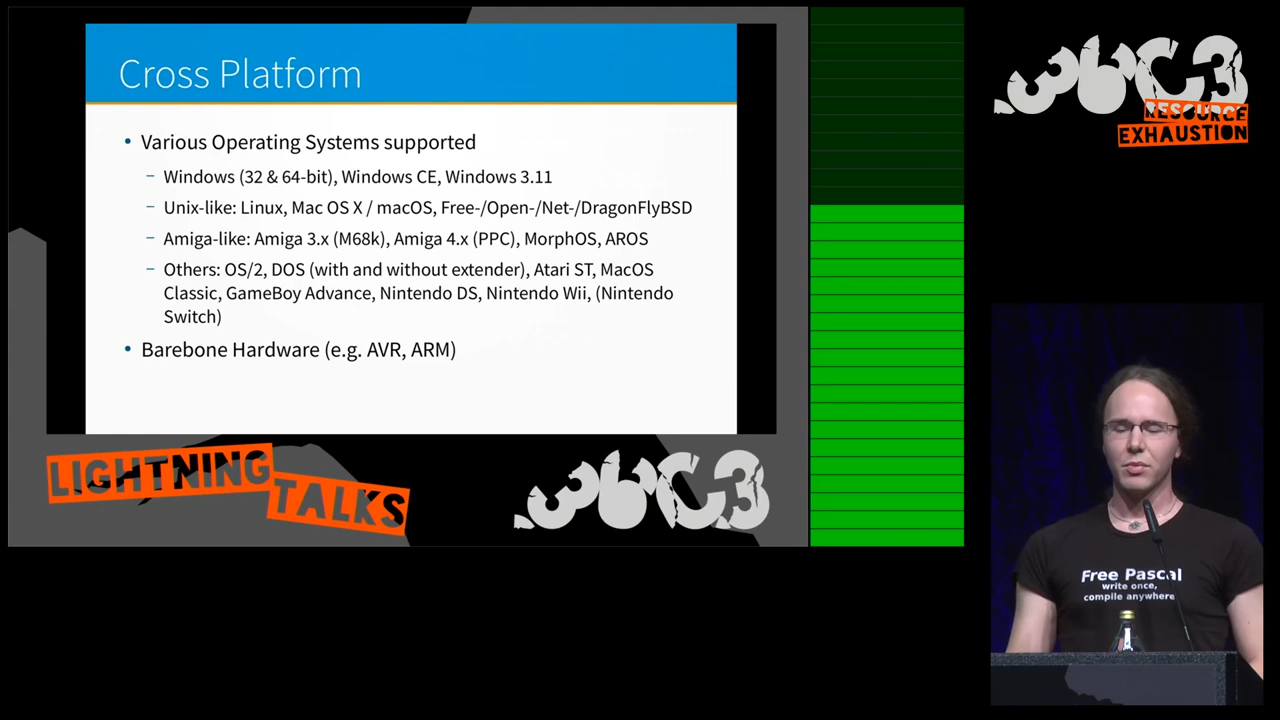 Cross Platform
• Various Operating Systems supported
– Windows (32 & 64-bit), Windows CE, Windows 3.11
– Unix-like: Linux, Mac OS X / macOS, Free-/Open-/Net-/DragonFlyBSD
– Amiga-like: Amiga 3.x (M68k), Amiga 4.x (PPC), MorphOS, AROS
– Others: OS/2, DOS (with and without extender), Atari ST, MacOS
Classic, GameBoy Advance, Nintendo DS, Nintendo Wii, (Nintendo
Switch)
• Barebone Hardware (e.g. AVR, ARM)
LIGHTNING
TALKS
.36C3
.36C3
RESOURCE
EXHAUSTION
Free Pascal
write once,
compile anywhere